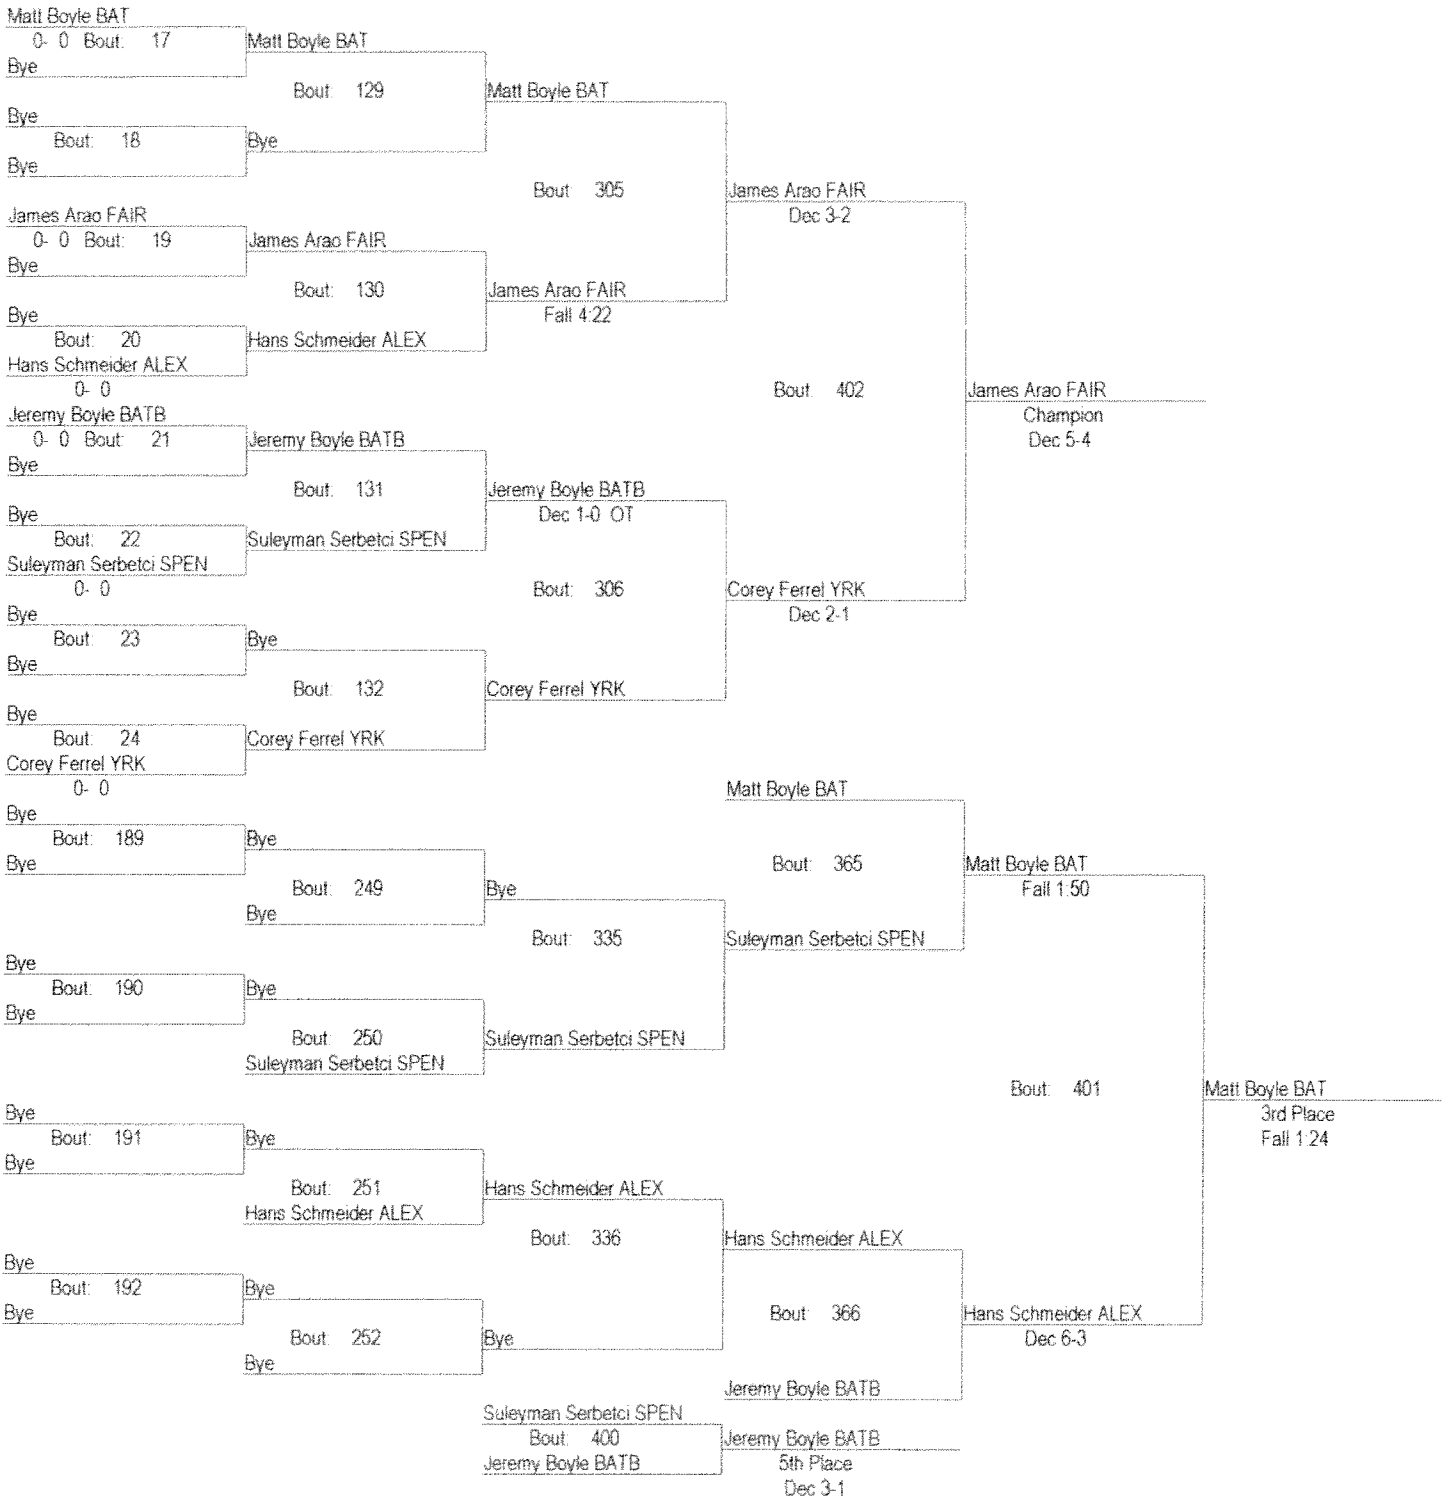 Matt Boyle BAT
0- 0 Bout: 17
Matt Boyle BAT
Bye
Bout: 129
Matt Boyle BAT
Bye
Bout: 18
Bye
Bye
Bout 305
James Arao FAIR
Dec 3-2
James Arao FAIR
0- 0 Bout: 19
James Arao FAIR
Bye
Bout: 130
James Arao FAIR
Fall 4:22
Bye
Bout: 20
Hans Schmeider ALEX
Hans Schmeider ALEX
0- 0
Bout: 402
James Arao FAIR
Champion
Dec 5-4
Jeremy Boyle BATB
0- 0 Bout: 21
Jeremy Boyle BATB
Bye
Bout: 131
Jeremy Boyle BATB
Dec 1-0 OT
Bye
Bout: 22
Suleyman Serbetci SPEN
Suleyman Serbetci SPEN
0- 0
Bout: 306
Corey Ferrel YRK
Dec 2-1
Bye
Bout 23
Bye
Bye
Bout: 132
Corey Ferrel YRK
Bye
Bout: 24
Corey Ferrel YRK
Corey Ferrel YRK
0- 0
Matt Boyle BAT
Bye
Bout: 189
Bye
Bye
Bout: 249
Bye
Bye
Bout: 365
Matt Boyle BAT
Fall 1:50
Bout: 335
Suleyman Serbetci SPEN
Bye
Bout: 190
Bye
Bye
Bout: 250
Suleyman Serbetci SPEN
Suleyman Serbetci SPEN
Bout: 401
Matt Boyle BAT
3rd Place
Fall 1:24
Bye
Bout: 191
Bye
Bye
Bout: 251
Hans Schmeider ALEX
Hans Schmeider ALEX
Bout: 336
Hans Schmeider ALEX
Bye
Bout: 192
Bye
Bye
Bout: 252
Bye
Bye
Bout: 366
Hans Schmeider ALEX
Dec 6-3
Jeremy Boyle BATB
Suleyman Serbetci SPEN
Bout: 400
Jeremy Boyle BATB
Jeremy Boyle BATB
5th Place
Dec 3-1